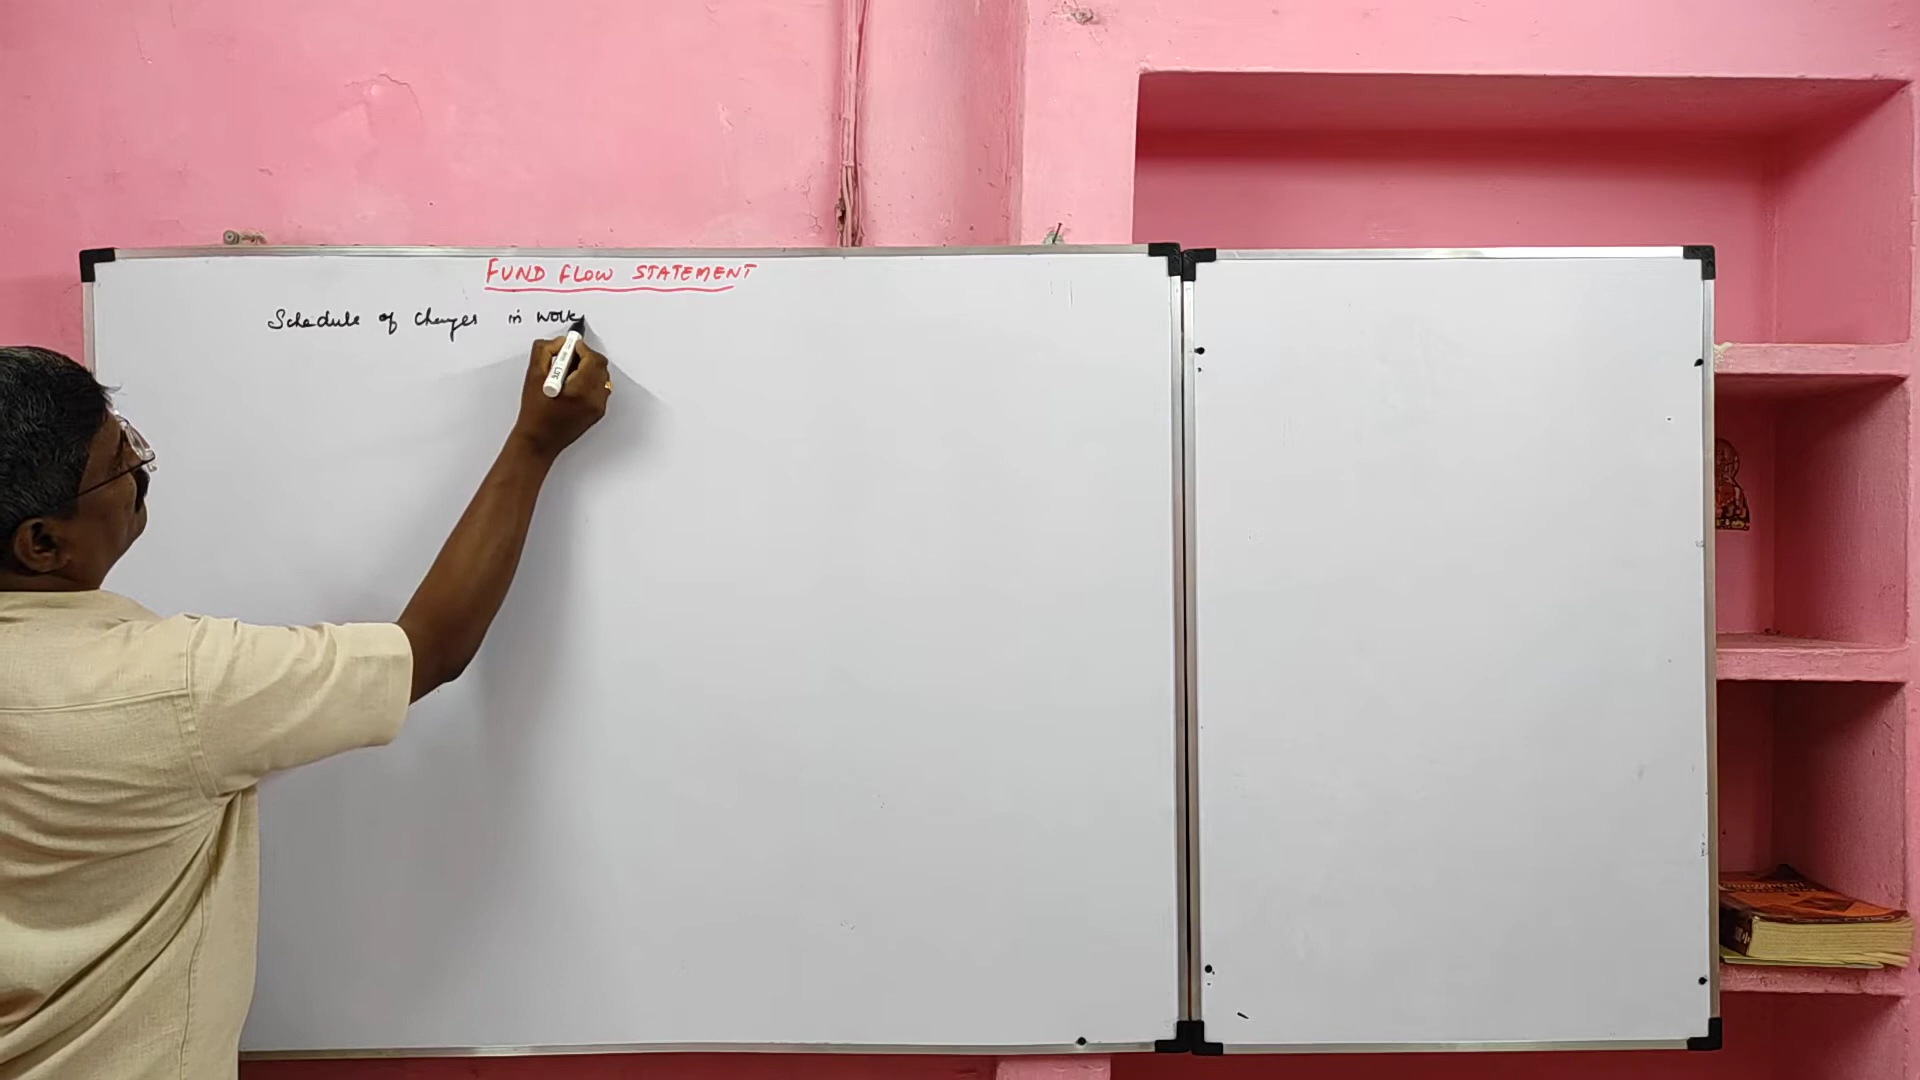 FUND FLOW STATEMENT
Schedule of Changes in Work